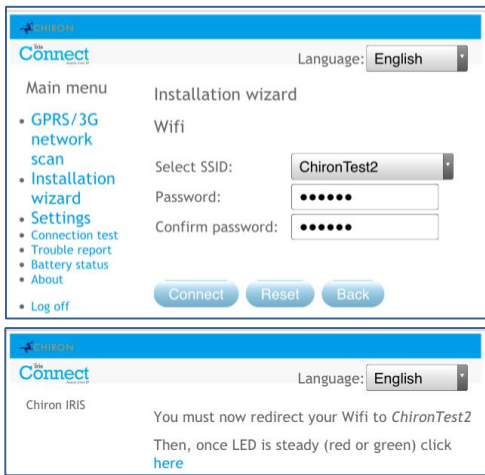 CHIRON
Iris
Connect
Language: English
Main menu
• GPRS/3G
network
scan
• Installation
wizard
• Settings
• Connection test
• Trouble report
• Battery status
• About
• Log off
Installation wizard
Wifi
Select SSID: ChironTest2
Password: ••••••
Confirm password: ••••••
Connect Reset Back
CHIRON
Iris
Connect
Language: English
Chiron IRIS
You must now redirect your Wifi to ChironTest2
Then, once LED is steady (red or green) click
here